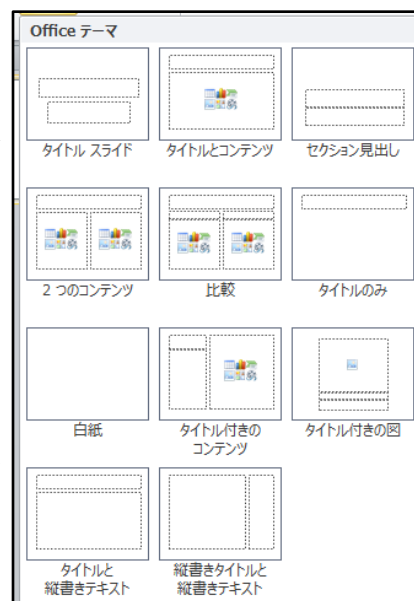 Office テーマ
タイトル スライド
タイトルとコンテンツ
セクション見出し
2 つのコンテンツ
比較
タイトルのみ
白紙
タイトル付きの
コンテンツ
タイトル付きの図
タイトルと
縦書きテキスト
縦書きタイトルと
縦書きテキスト